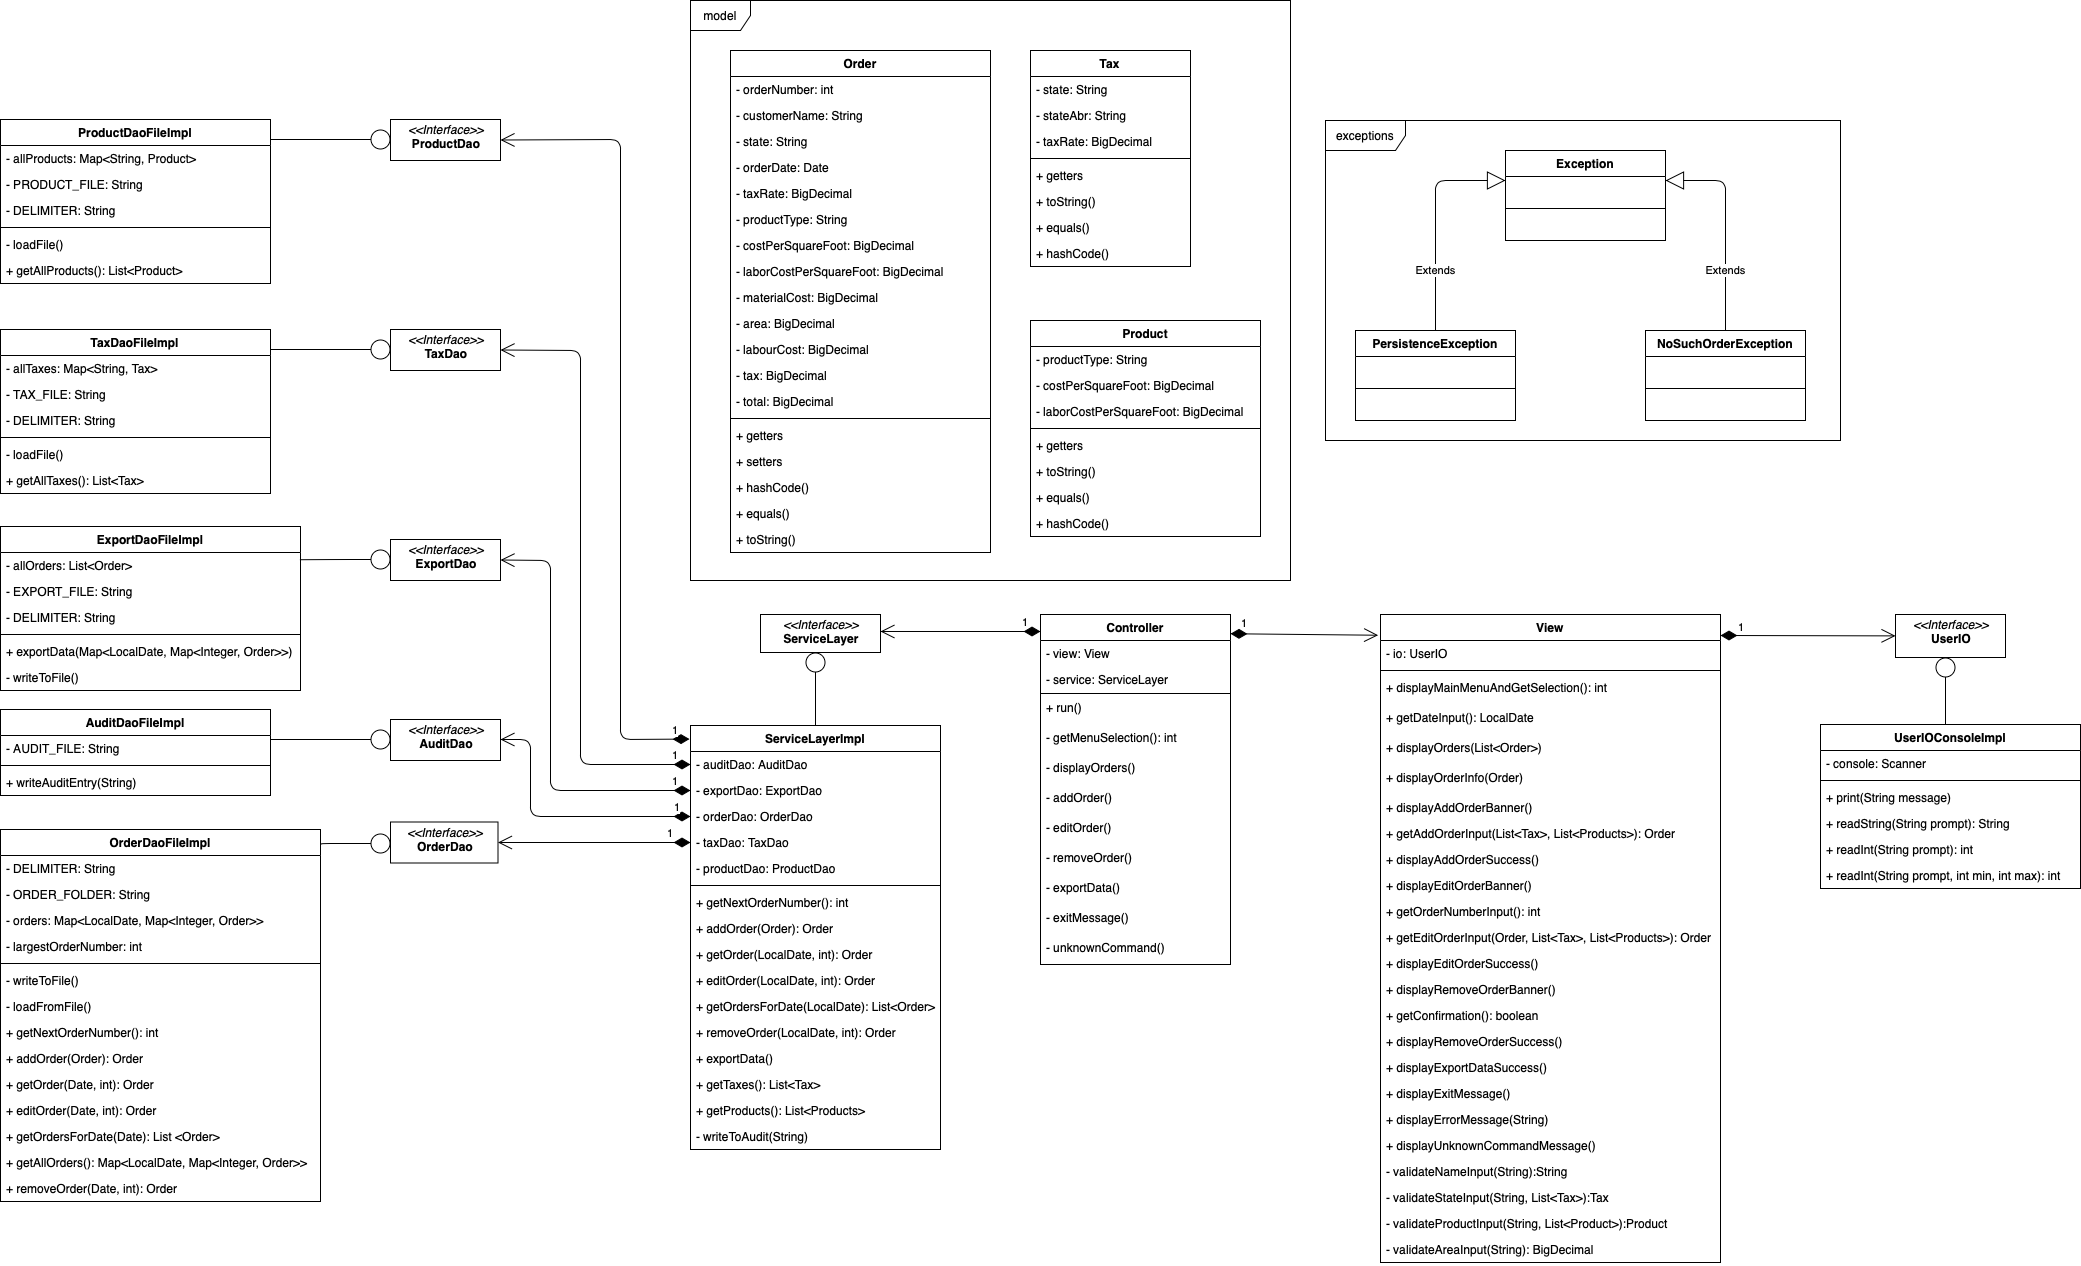 model
Order
- orderNumber: int
- customerName: String
- state: String
- orderDate: Date
- taxRate: BigDecimal
- productType: String
- costPerSquareFoot: BigDecimal
- laborCostPerSquareFoot: BigDecimal
- materialCost: BigDecimal
- area: BigDecimal
- labourCost: BigDecimal
- tax: BigDecimal
- total: BigDecimal
+ getters
+ setters
+ hashCode()
+ equals()
+ toString()
Tax
- state: String
- stateAbr: String
- taxRate: BigDecimal
+ getters
+ toString()
+ equals()
+ hashCode()
Product
- productType: String
- costPerSquareFoot: BigDecimal
- laborCostPerSquareFoot: BigDecimal
+ getters
+ toString()
+ equals()
+ hashCode()
exceptions
Exception
Extends
Extends
PersistenceException
NoSuchOrderException
ProductDaoFileImpl
- allProducts: Map<String, Product>
- PRODUCT_FILE: String
- DELIMITER: String
- loadFile()
+ getAllProducts(): List<Product>
<<Interface>>
ProductDao
TaxDaoFileImpl
- allTaxes: Map<String, Tax>
- TAX_FILE: String
- DELIMITER: String
- loadFile()
+ getAllTaxes(): List<Tax>
<<Interface>>
TaxDao
ExportDaoFileImpl
- allOrders: List<Order>
- EXPORT_FILE: String
- DELIMITER: String
+ exportData(Map<LocalDate, Map<Integer, Order>>)
- writeToFile()
<<Interface>>
ExportDao
AuditDaoFileImpl
- AUDIT_FILE: String
+ writeAuditEntry(String)
<<Interface>>
AuditDao
OrderDaoFileImpl
- DELIMITER: String
- ORDER_FOLDER: String
- orders: Map<LocalDate, Map<Integer, Order>>
- largestOrderNumber: int
- writeToFile()
- loadFromFile()
+ getNextOrderNumber(): int
+ addOrder(Order): Order
+ getOrder(Date, int): Order
+ editOrder(Date, int): Order
+ getOrdersForDate(Date): List <Order>
+ getAllOrders(): Map<LocalDate, Map<Integer, Order>>
+ removeOrder(Date, int): Order
<<Interface>>
OrderDao
<<Interface>>
ServiceLayer
1
1
1
1
1
ServiceLayerImpl
- auditDao: AuditDao
- exportDao: ExportDao
- orderDao: OrderDao
- taxDao: TaxDao
- productDao: ProductDao
+ getNextOrderNumber(): int
+ addOrder(Order): Order
+ getOrder(LocalDate, int): Order
+ editOrder(LocalDate, int): Order
+ getOrdersForDate(LocalDate): List<Order>
+ removeOrder(LocalDate, int): Order
+ exportData()
+ getTaxes(): List<Tax>
+ getProducts(): List<Products>
- writeToAudit(String)
1
Controller
1
- view: View
- service: ServiceLayer
+ run()
- getMenuSelection(): int
- displayOrders()
- addOrder()
- editOrder()
- removeOrder()
- exportData()
- exitMessage()
- unknownCommand()
View
1
- io: UserIO
+ displayMainMenuAndGetSelection(): int
+ getDateInput(): LocalDate
+ displayOrders(List<Order>)
+ displayOrderInfo(Order)
+ displayAddOrderBanner()
+ getAddOrderInput(List<Tax>, List<Products>): Order
+ displayAddOrderSuccess()
+ displayEditOrderBanner()
+ getOrderNumberInput(): int
+ getEditOrderInput(Order, List<Tax>, List<Products>): Order
+ displayEditOrderSuccess()
+ displayRemoveOrderBanner()
+ getConfirmation(): boolean
+ displayRemoveOrderSuccess()
+ displayExportDataSuccess()
+ displayExitMessage()
+ displayErrorMessage(String)
+ displayUnknownCommandMessage()
- validateNameInput(String):String
- validateStateInput(String, List<Tax>):Tax
- validateProductInput(String, List<Product>):Product
- validateAreaInput(String): BigDecimal
<<Interface>>
UserIO
UserIOConsoleImpl
- console: Scanner
+ print(String message)
+ readString(String prompt): String
+ readInt(String prompt): int
+ readInt(String prompt, int min, int max): int